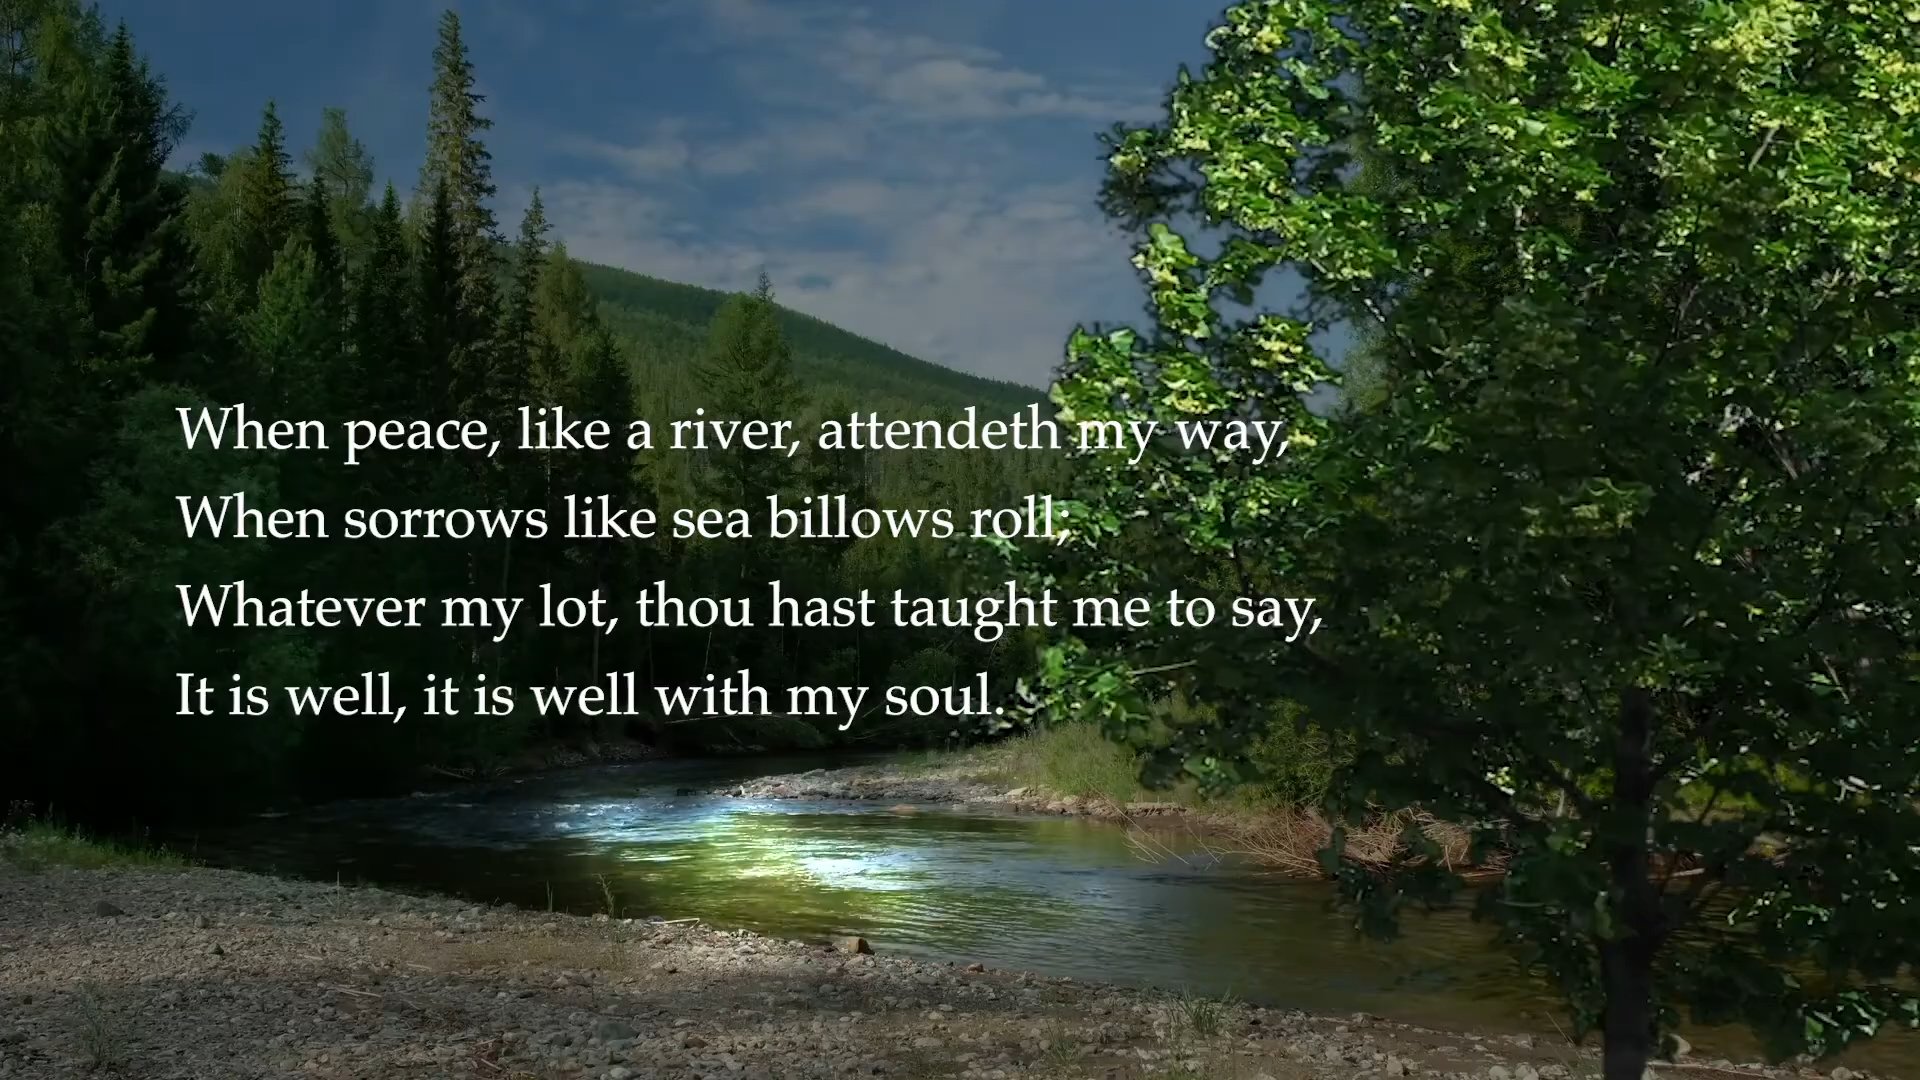 When peace, like a river, attendeth my way,
When sorrows like sea billows roll;
Whatever my lot, thou hast taught me to say,
It is well, it is well with my soul.